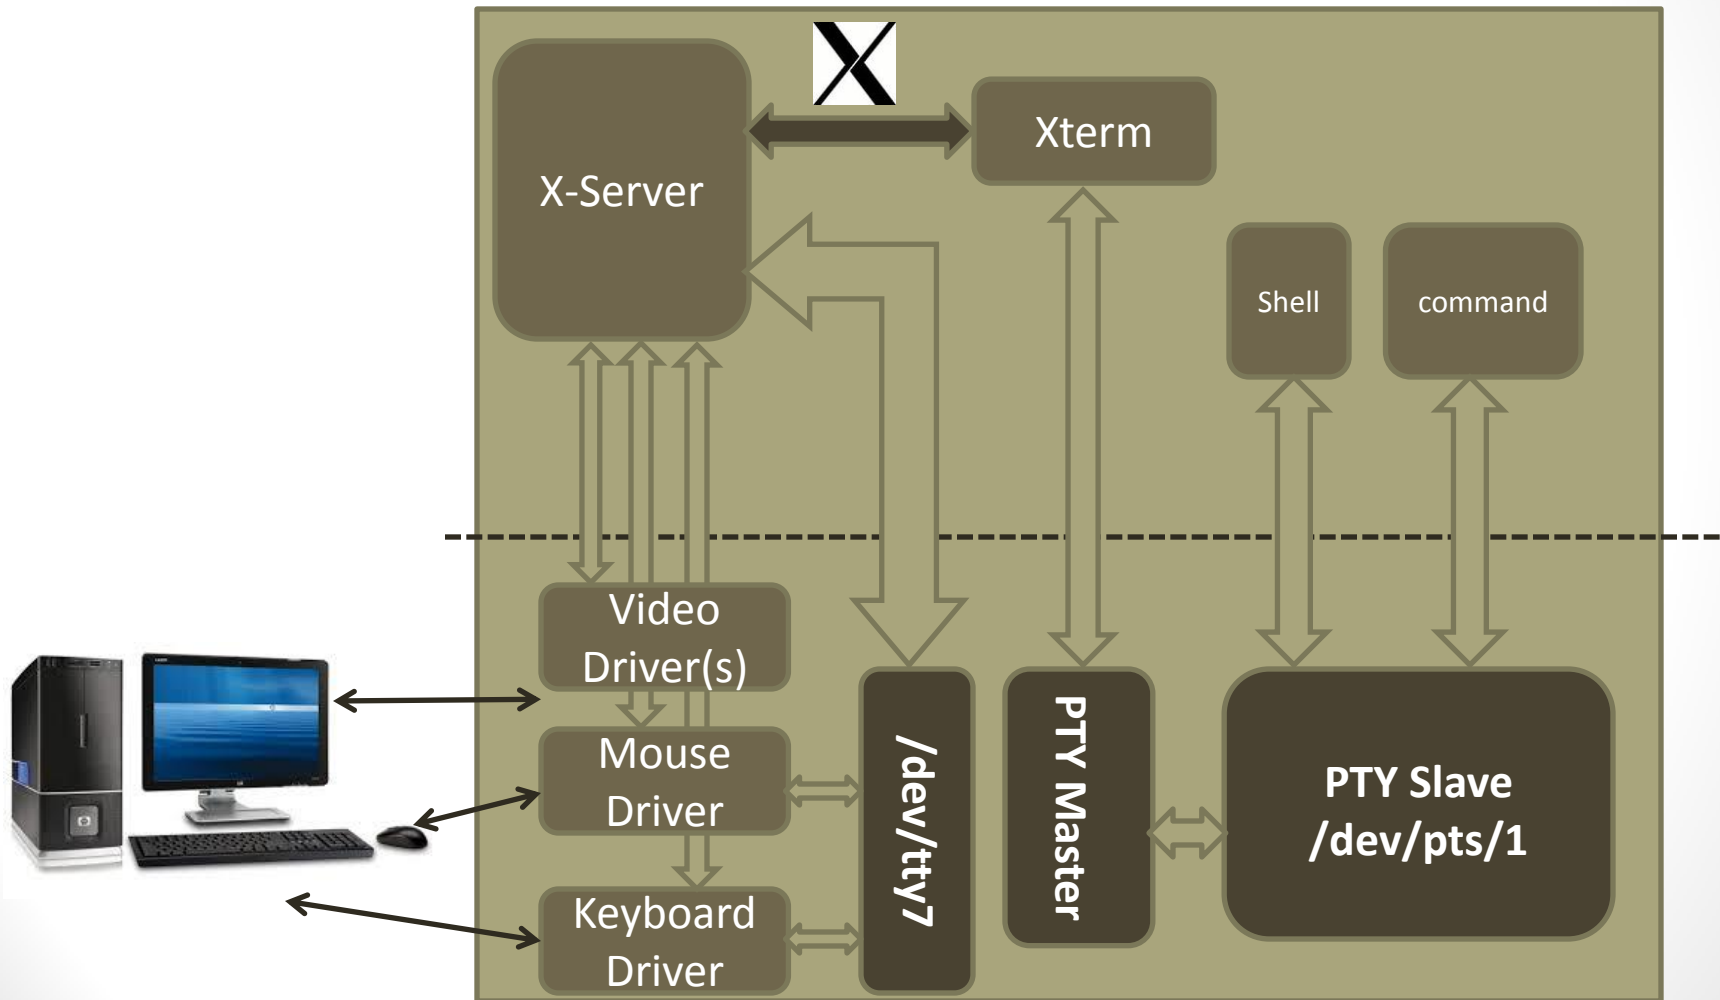 X
X-Server
Xterm
Shell
command
Video
Driver(s)
Mouse
Driver
Keyboard
Driver
/dev/tty7
PTY Master
PTY Slave
/dev/pts/1